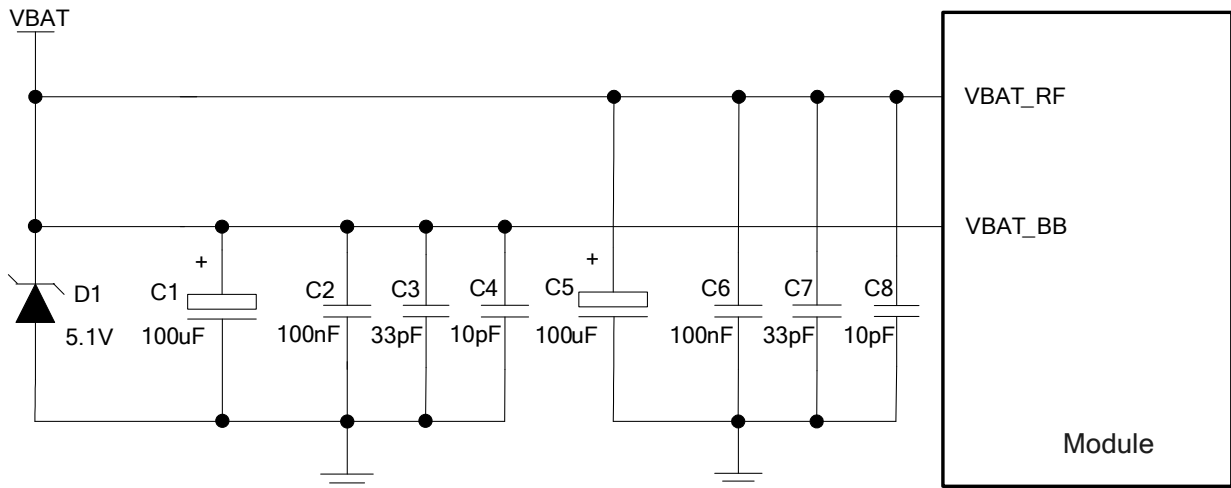 VBAT
VBAT_RF
VBAT_BB
+ +
D1 C1 C2 C3 C4 C5 C6 C7 C8
5.1V 100uF 100nF 33pF 10pF 100uF 100nF 33pF 10pF
Module